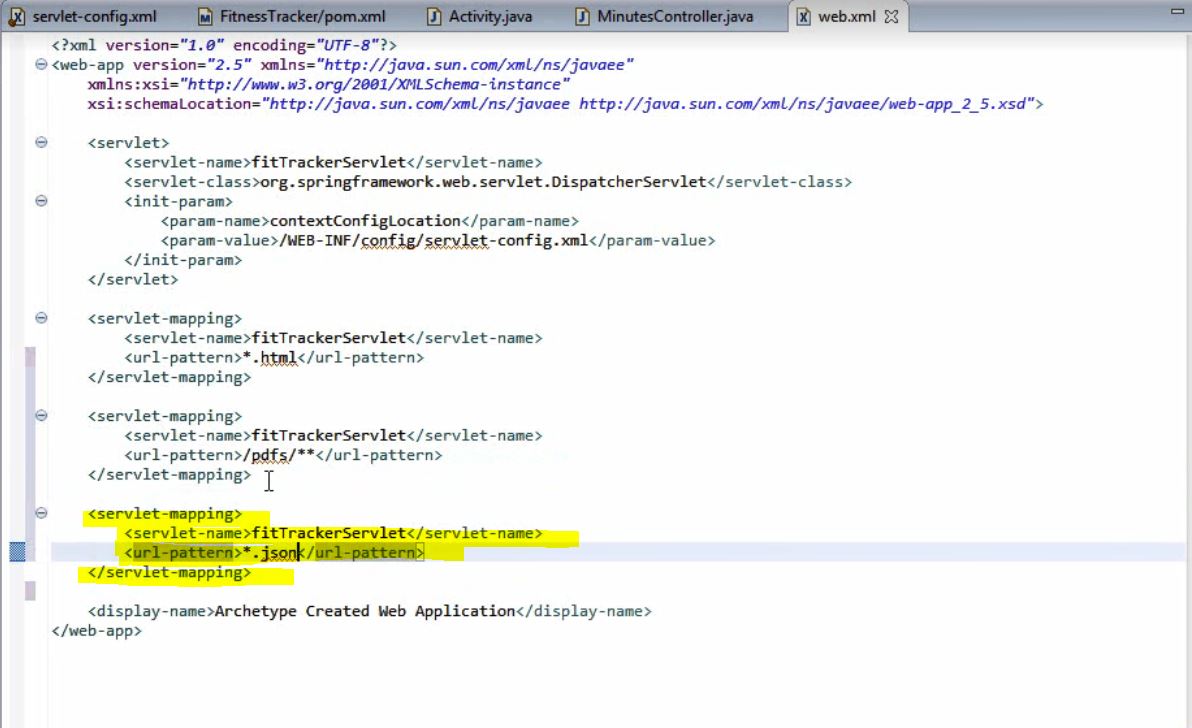 servlet-config.xml FitnessTracker/pom.xml Activity.java MinutesController.java web.xml
<?xml version="1.0" encoding="UTF-8"?>
<web-app version="2.5" xmlns="http://java.sun.com/xml/ns/javaee"
    xmlns:xsi="http://www.w3.org/2001/XMLSchema-instance"
    xsi:schemaLocation="http://java.sun.com/xml/ns/javaee http://java.sun.com/xml/ns/javaee/web-app_2_5.xsd">
    <servlet>
        <servlet-name>fitTrackerServlet</servlet-name>
        <servlet-class>org.springframework.web.servlet.DispatcherServlet</servlet-class>
        <init-param>
            <param-name>contextConfigLocation</param-name>
            <param-value>/WEB-INF/config/servlet-config.xml</param-value>
        </init-param>
    </servlet>
    <servlet-mapping>
        <servlet-name>fitTrackerServlet</servlet-name>
        <url-pattern>*.html</url-pattern>
    </servlet-mapping>
    <servlet-mapping>
        <servlet-name>fitTrackerServlet</servlet-name>
        <url-pattern>/pdfs/**</url-pattern>
    </servlet-mapping>
    <servlet-mapping>
        <servlet-name>fitTrackerServlet</servlet-name>
        <url-pattern>*.json</url-pattern>
    </servlet-mapping>
    <display-name>Archetype Created Web Application</display-name>
</web-app>